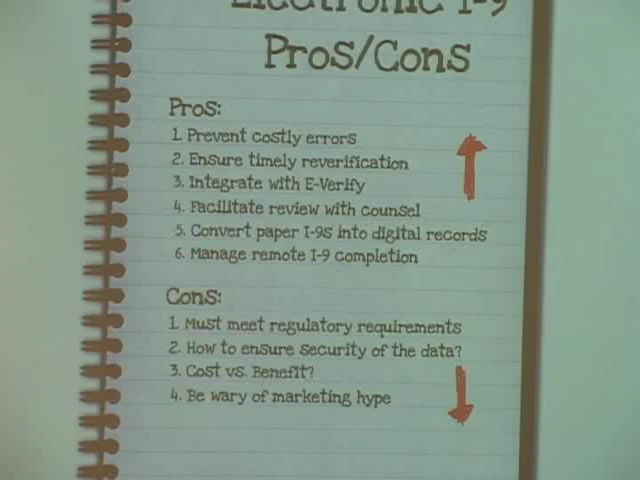 Electronic I-9
Pros/Cons
Pros:
1. Prevent costly errors
2. Ensure timely reverification
3. Integrate with E-Verify
4. Facilitate review with counsel
5. Convert paper I-9s into digital records
6. Manage remote I-9 completion
Cons:
1. Must meet regulatory requirements
2. How to ensure security of the data?
3. Cost vs. Benefit?
4. Be wary of marketing hype